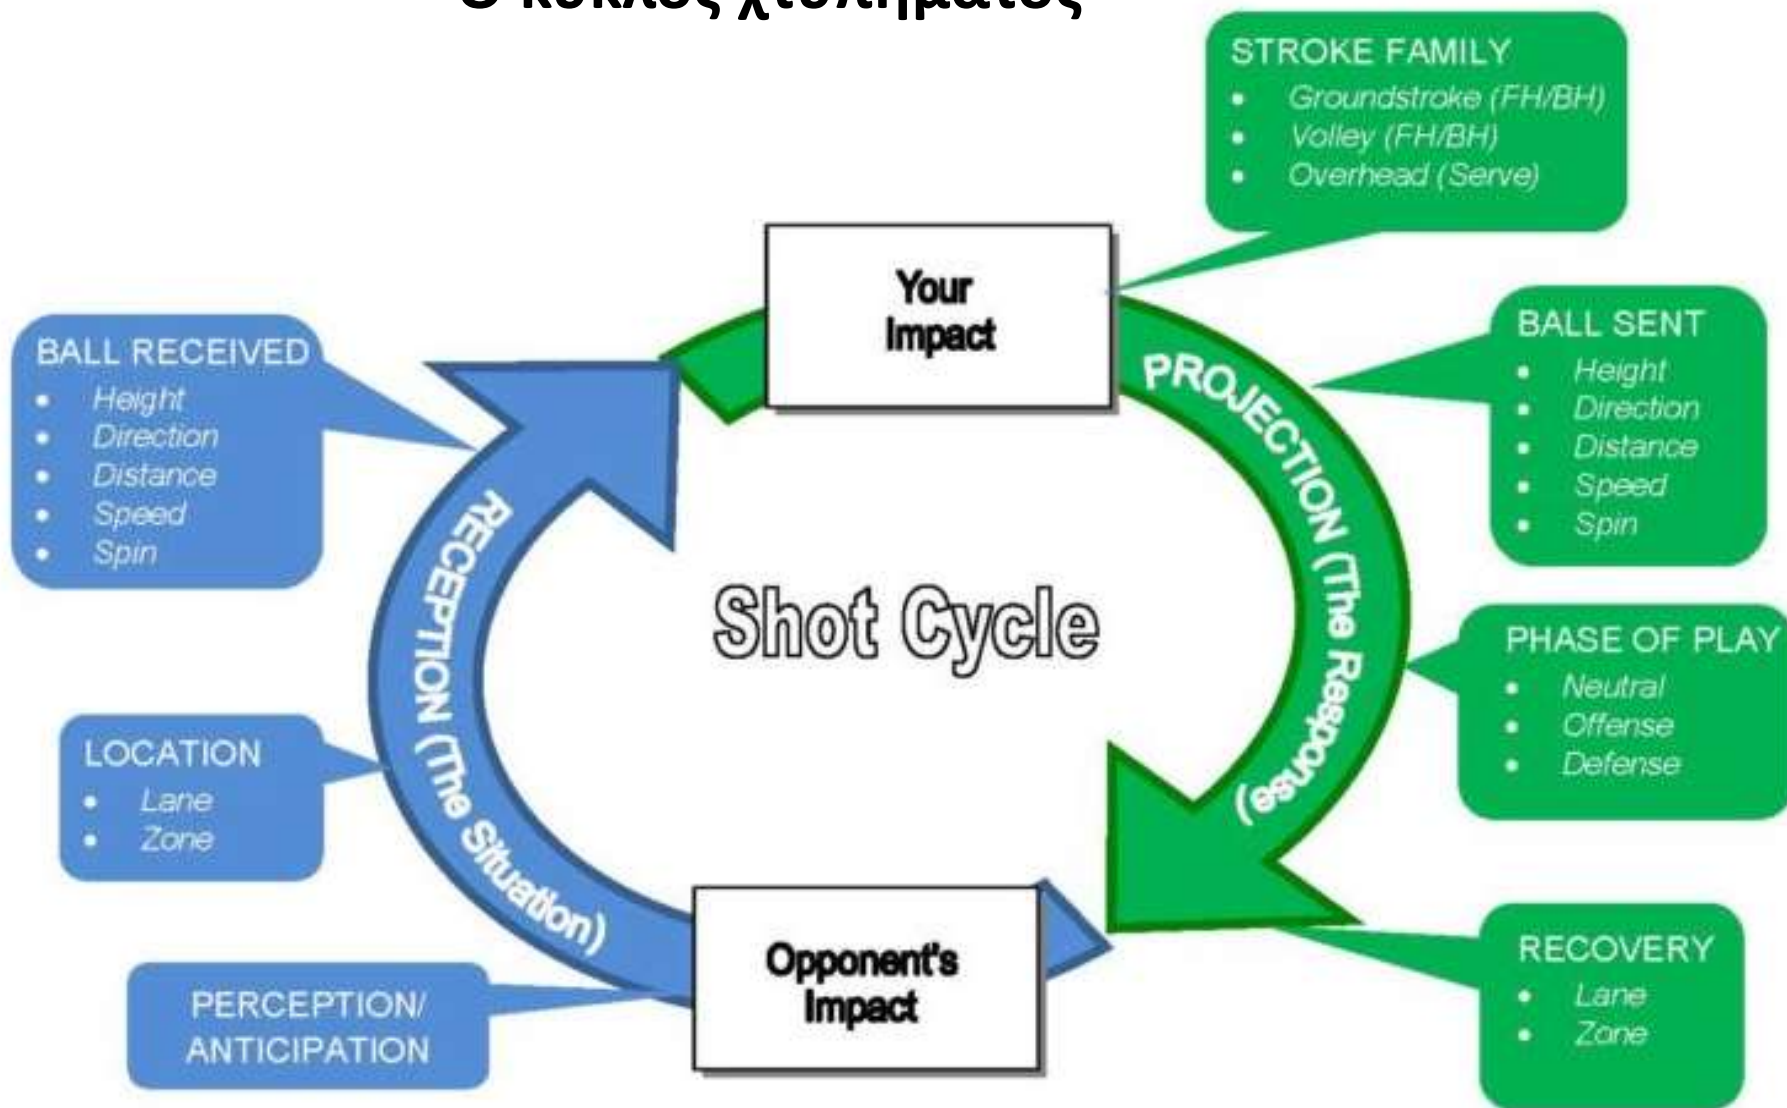 Ο κύκλος χτυπήματος
STROKE FAMILY
• Groundstroke (FH/BH)
• Volley (FH/BH)
• Overhead (Serve)
Your
Impact
BALL RECEIVED
• Height
• Direction
• Distance
• Speed
• Spin
BALL SENT
• Height
• Direction
• Distance
• Speed
• Spin
PROJECTION (The Response)
RECEPTION (The Situation)
Shot Cycle
PHASE OF PLAY
• Neutral
• Offense
• Defense
LOCATION
• Lane
• Zone
Opponent's
Impact
PERCEPTION/
ANTICIPATION
RECOVERY
• Lane
• Zone